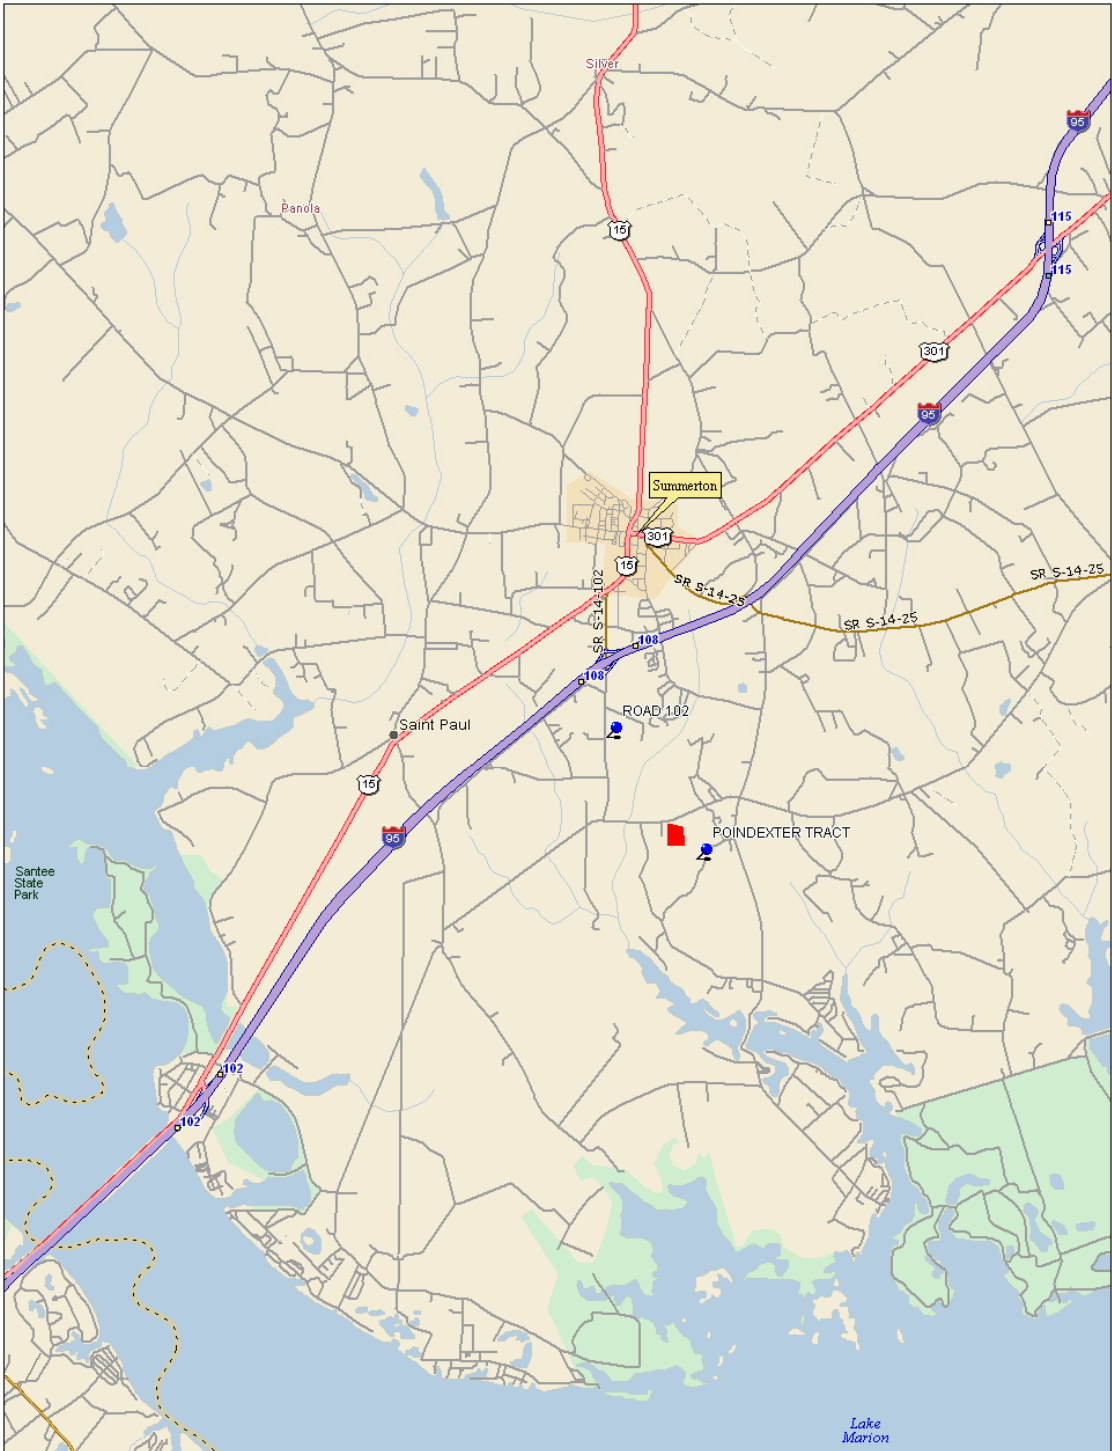 Silver
95
Panola
115
15
115
301
95
Summerton
301
15
SR S-14-102
SR S-14-25
SR S-14-25
SR S-14-25
108
108
ROAD 102
Saint Paul
15
95
POINDEXTER TRACT
Santee
State
Park
102
102
Lake
Marion